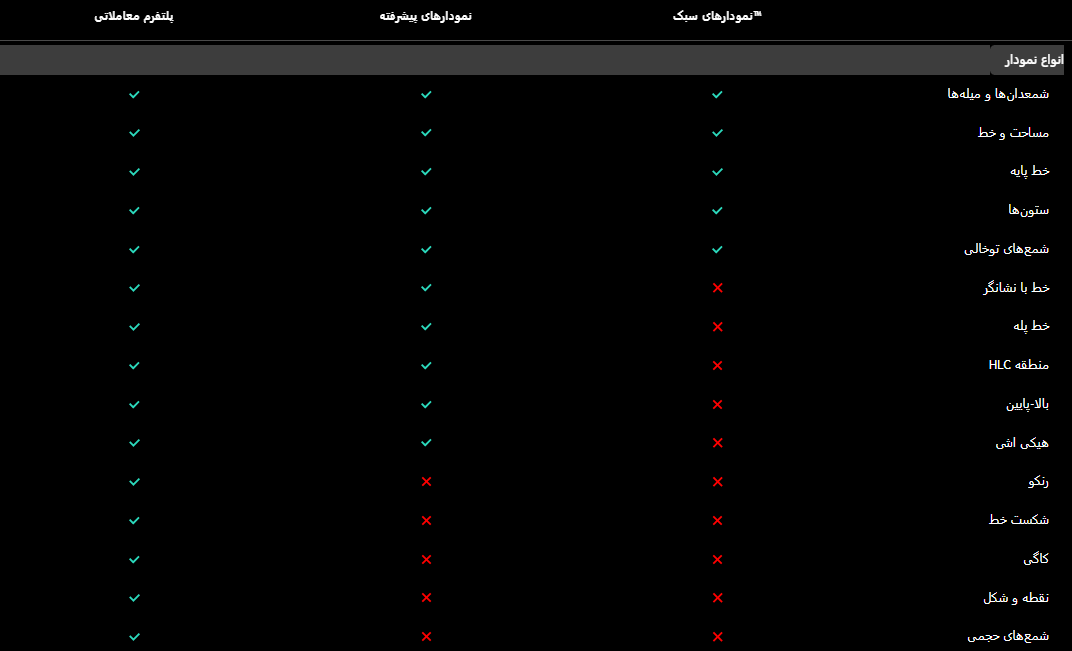 نمودارهای سبک™ نمودارهای پیشرفته پلتفرم معاملاتی
انواع نمودار
شمعدان‌ها و میله‌ها
مساحت و خط
خط پایه
ستون‌ها
شمع‌های توخالی
خط با نشانگر
خط پله
منطقه HLC
بالا-پایین
هیکی اشی
رنکو
شکست خط
کاگی
نقطه و شکل
شمع‌های حجمی